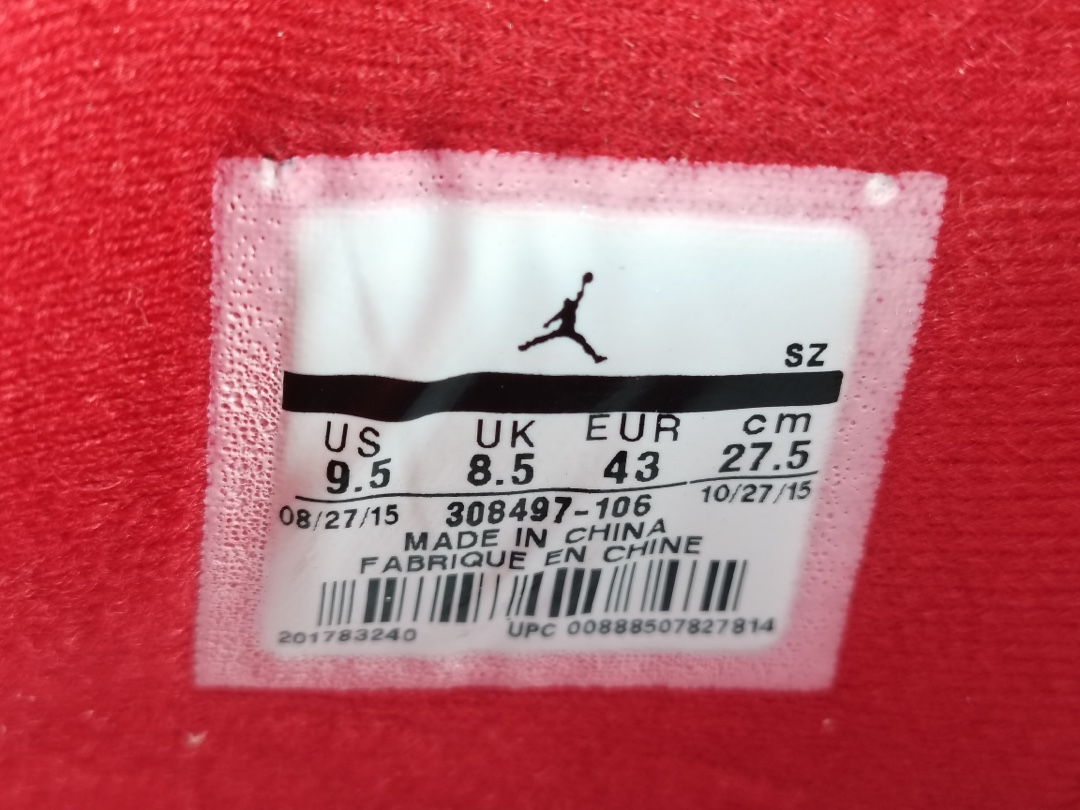 SZ
US UK EUR cm
9.5 8.5 43 27.5
08/27/15 308497-106 10/27/15
MADE IN CHINA
FABRIQUE EN CHINE
201783240 UPC 00888507827814